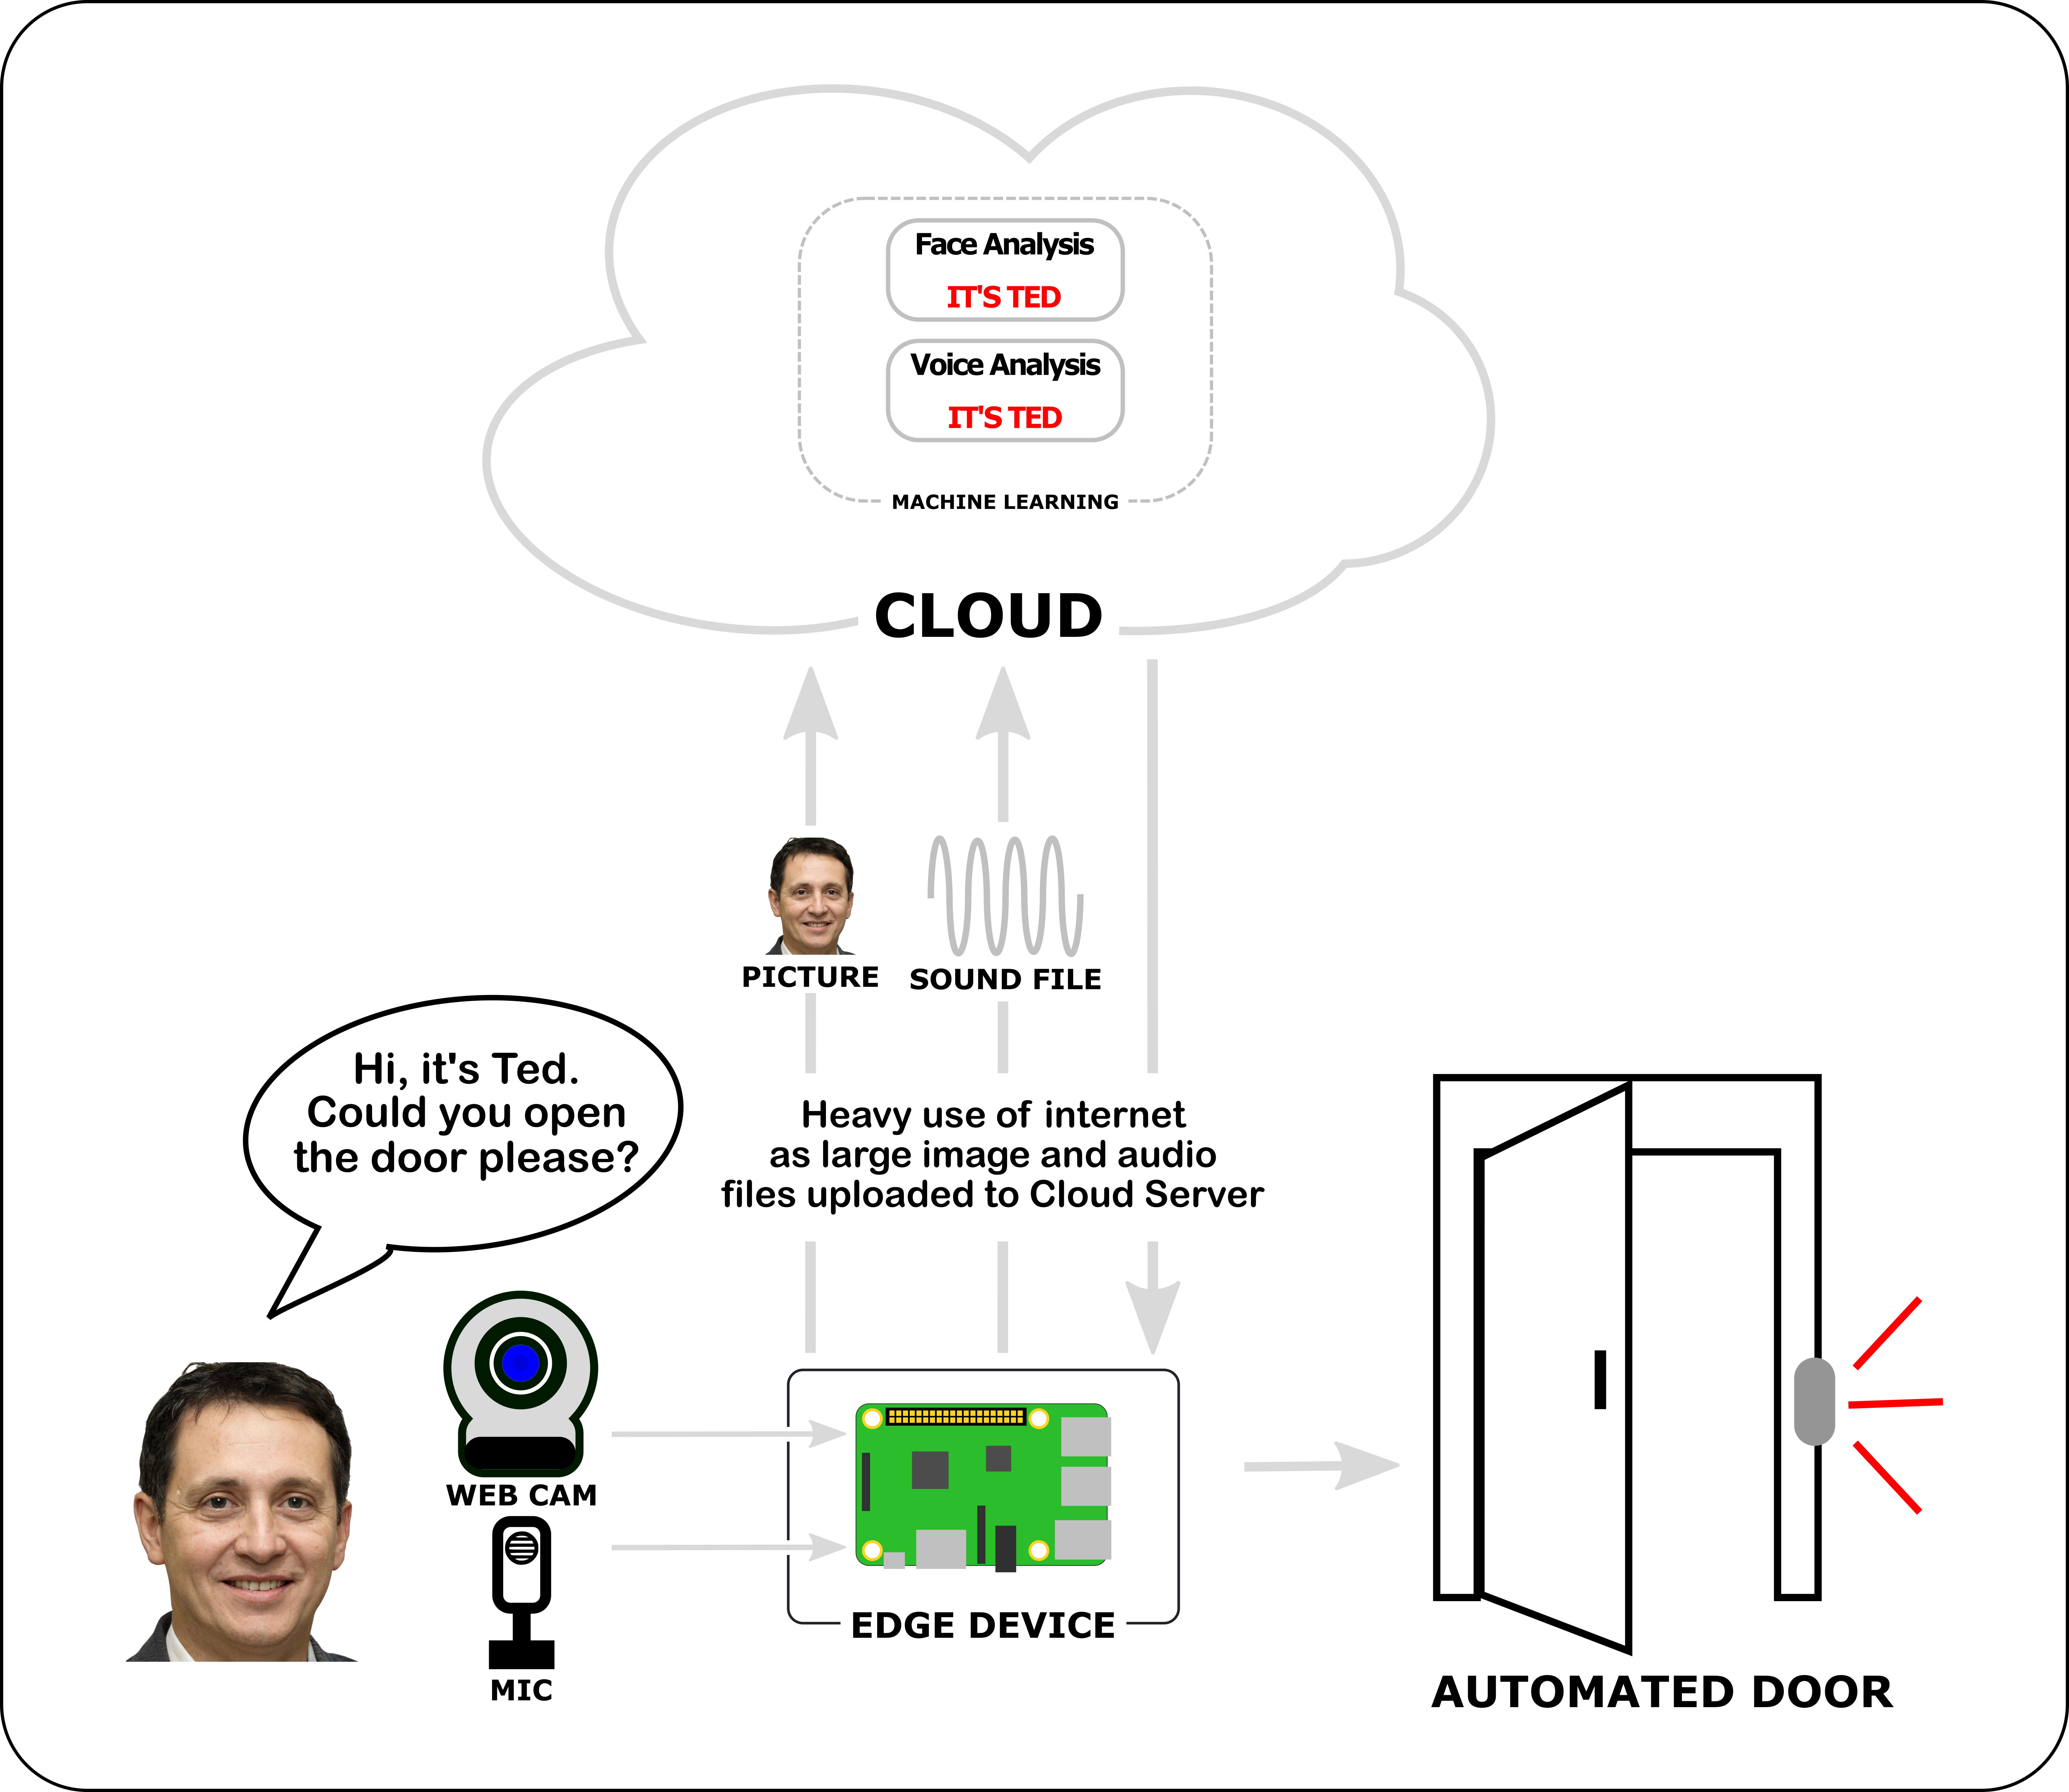 Face Analysis
IT'S TED
Voice Analysis
IT'S TED
MACHINE LEARNING
CLOUD
PICTURE
SOUND FILE
Hi, it's Ted.
Could you open
the door please?
Heavy use of internet
as large image and audio
files uploaded to Cloud Server
WEB CAM
MIC
EDGE DEVICE
AUTOMATED DOOR